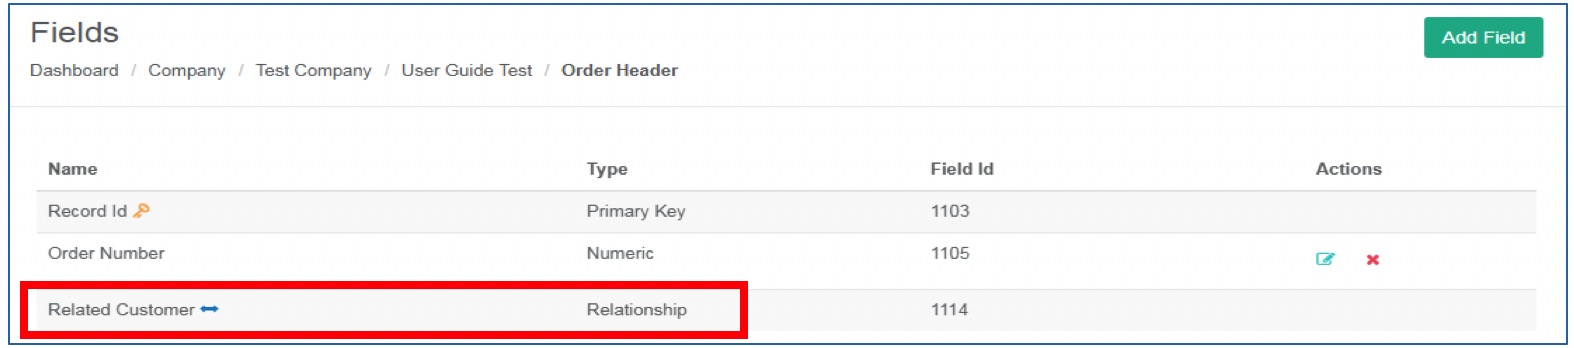 Fields
Add Field
Dashboard / Company / Test Company / User Guide Test / Order Header
Name Type Field Id Actions
Record Id Primary Key 1103
Order Number Numeric 1105
Related Customer Relationship 1114